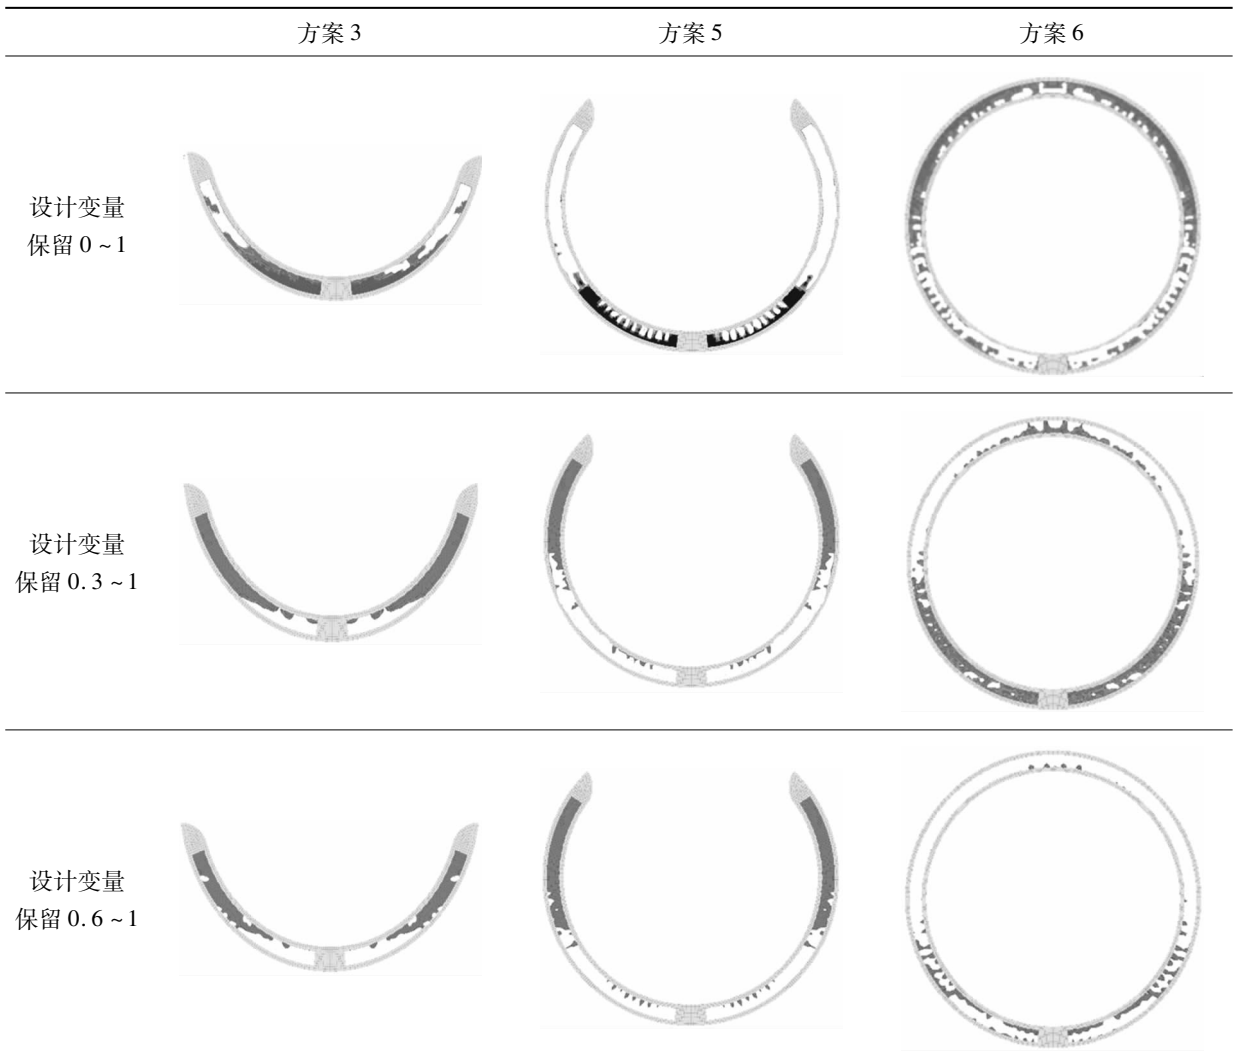 方案 3 方案 5 方案 6
设计变量
保留 0 ~ 1
设计变量
保留 0. 3 ~ 1
设计变量
保留 0. 6 ~ 1